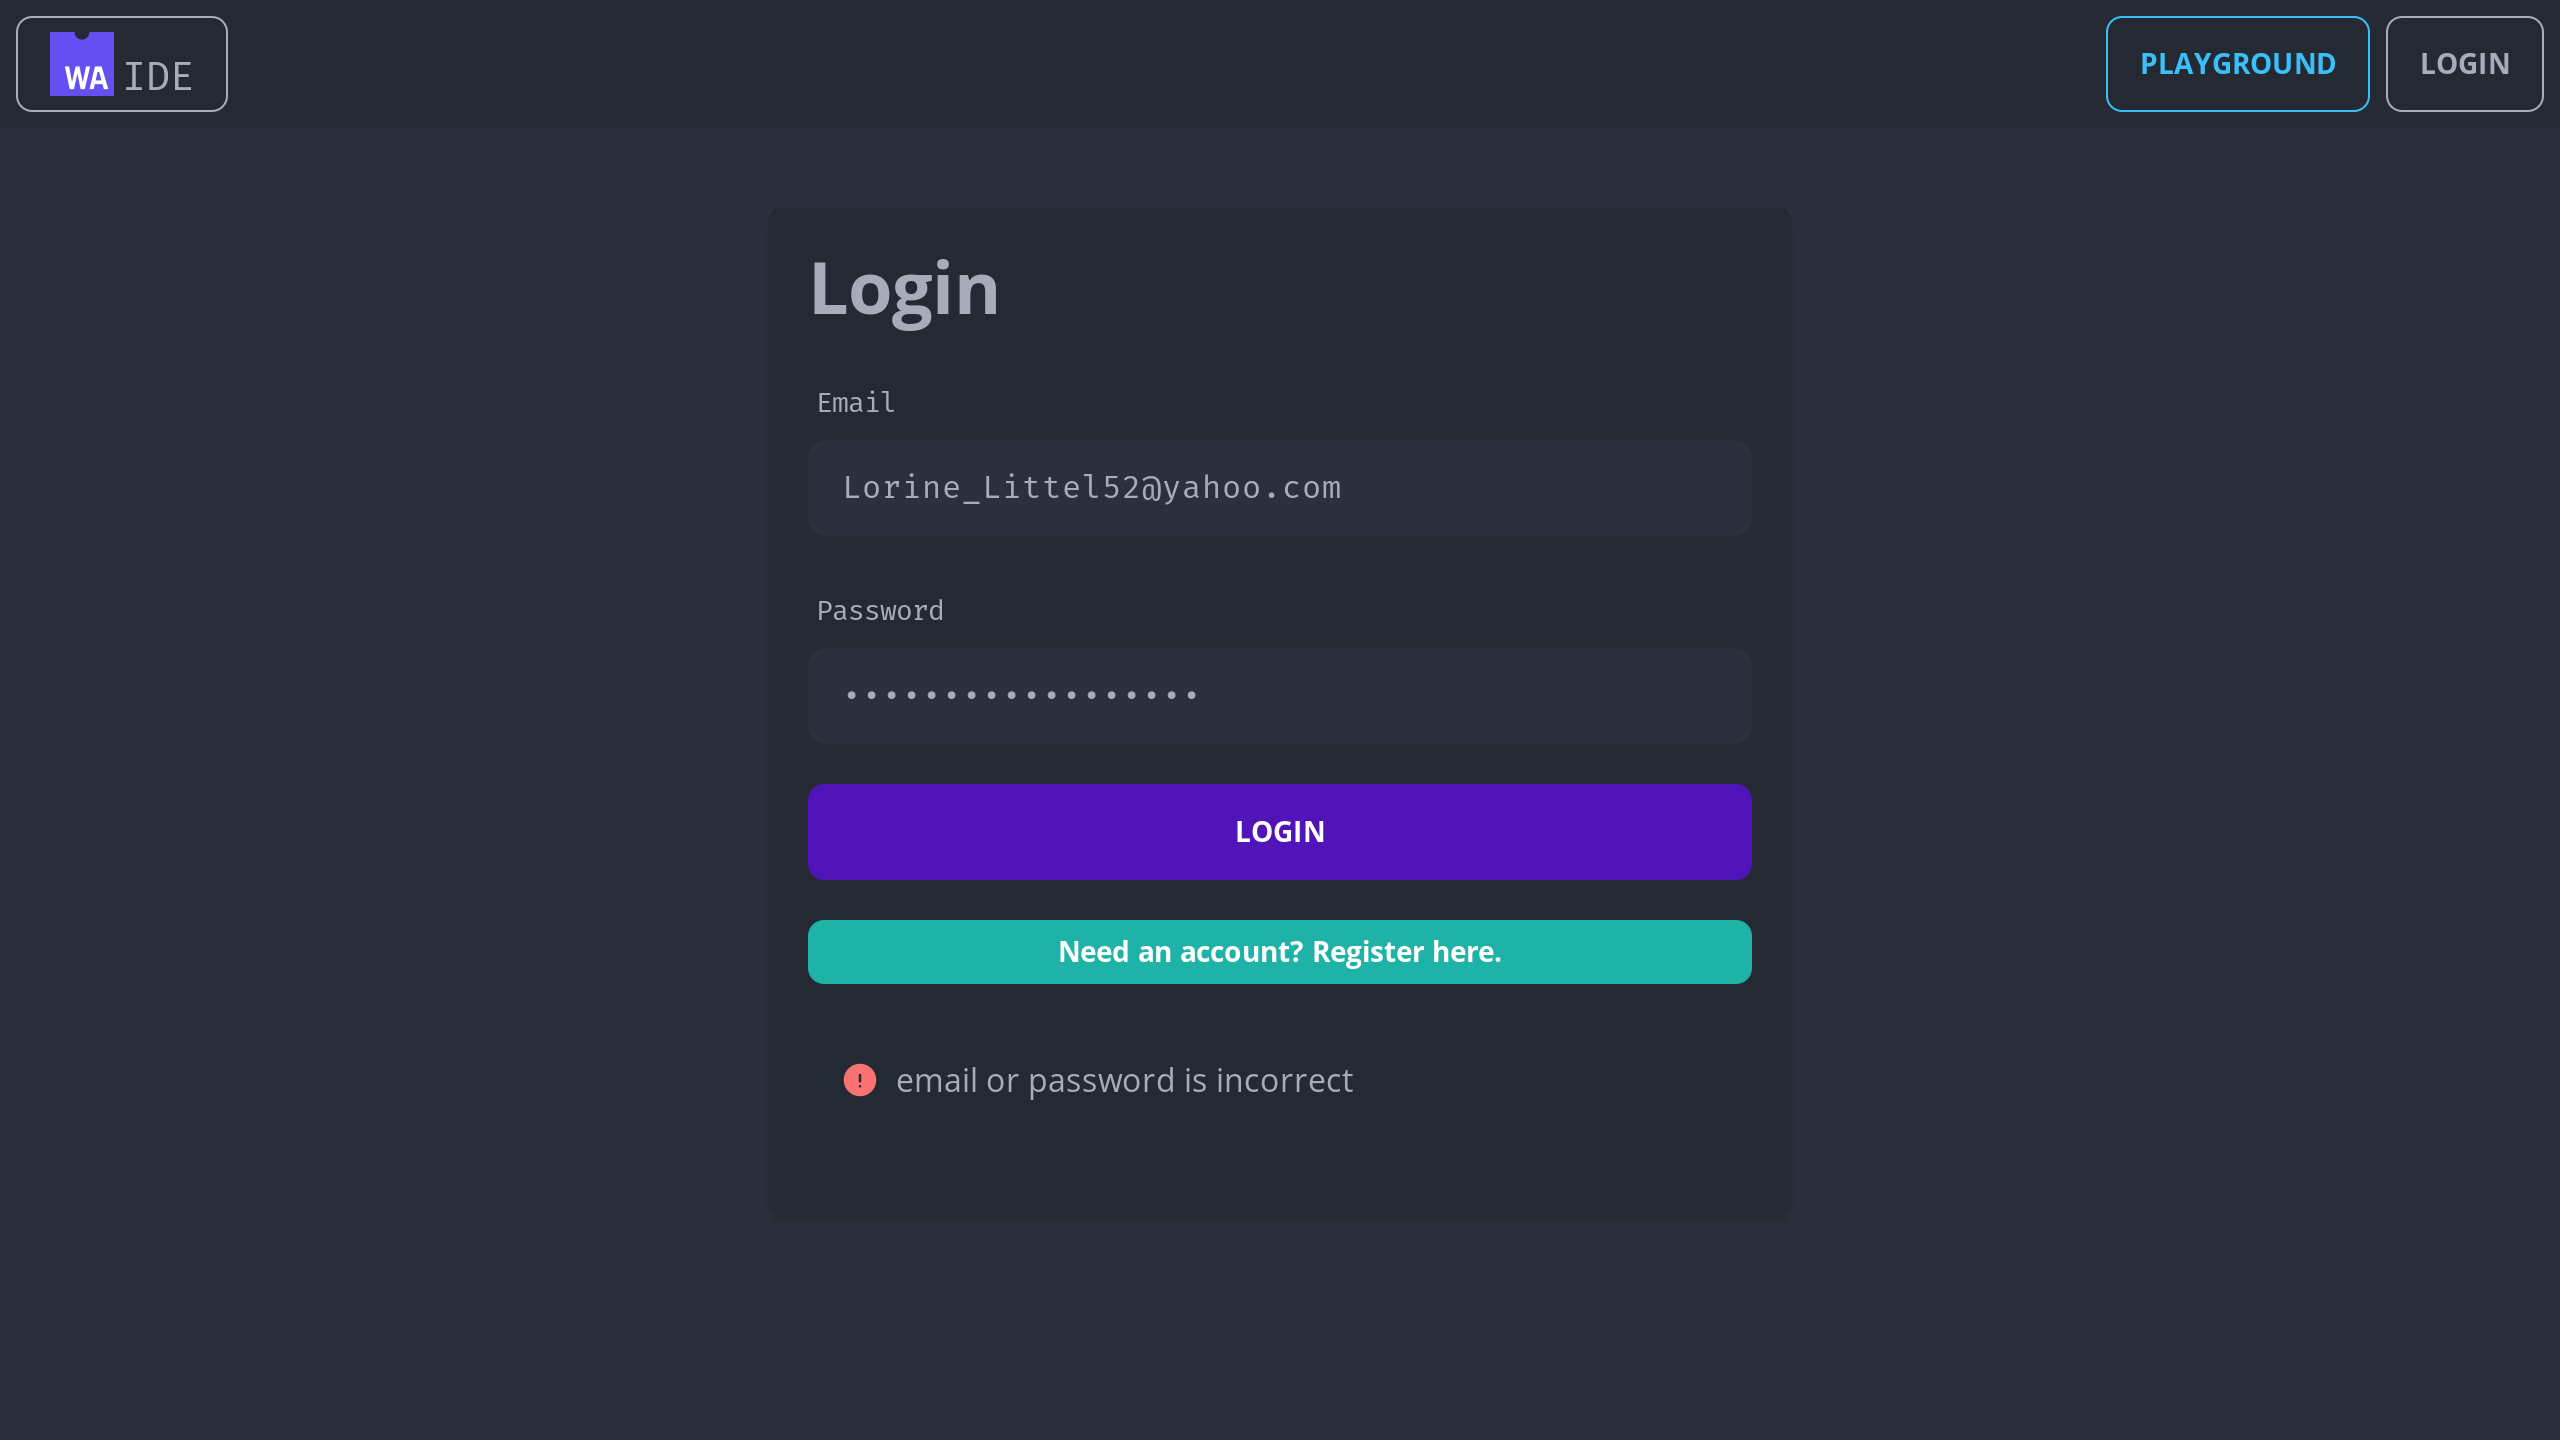 WA IDE
PLAYGROUND
LOGIN
Login
Email
Lorine_Littel52@yahoo.com
Password
••••••••••••••••••
LOGIN
Need an account? Register here.
! email or password is incorrect